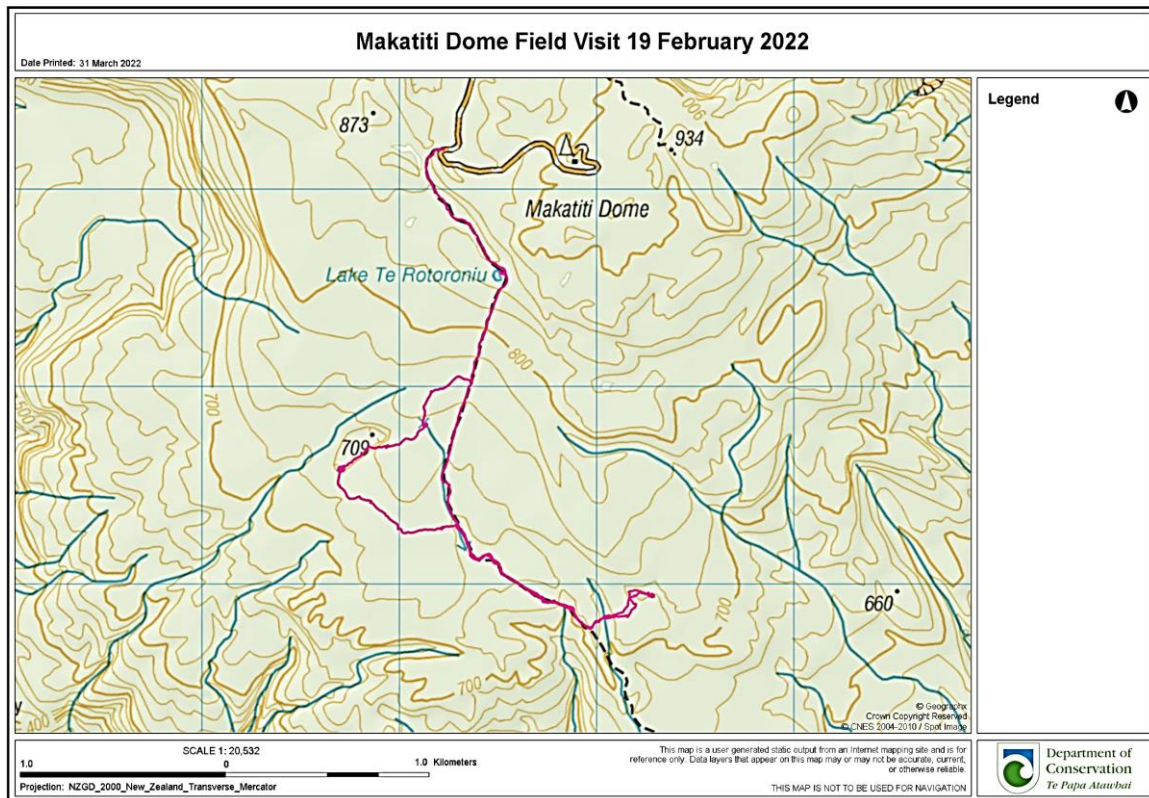 Makatiti Dome Field Visit 19 February 2022
Date Printed: 31 March 2022
Legend
873
934
900
Makatiti Dome
Lake Te Rotoroniu
800
700
709
660
700
700
400
y
© Geographx
Crown Copyright Reserved
© CNES 2004-2010 / Spot Image
SCALE 1: 20,532
1.0 0 1.0 Kilometers
Projection: NZGD_2000_New_Zealand_Transverse_Mercator
This map is a user generated static output from an Internet mapping site and is for
reference only. Data layers that appear on this map may or may not be accurate, current,
or otherwise reliable.
THIS MAP IS NOT TO BE USED FOR NAVIGATION
Department of
Conservation
Te Papa Atawbai